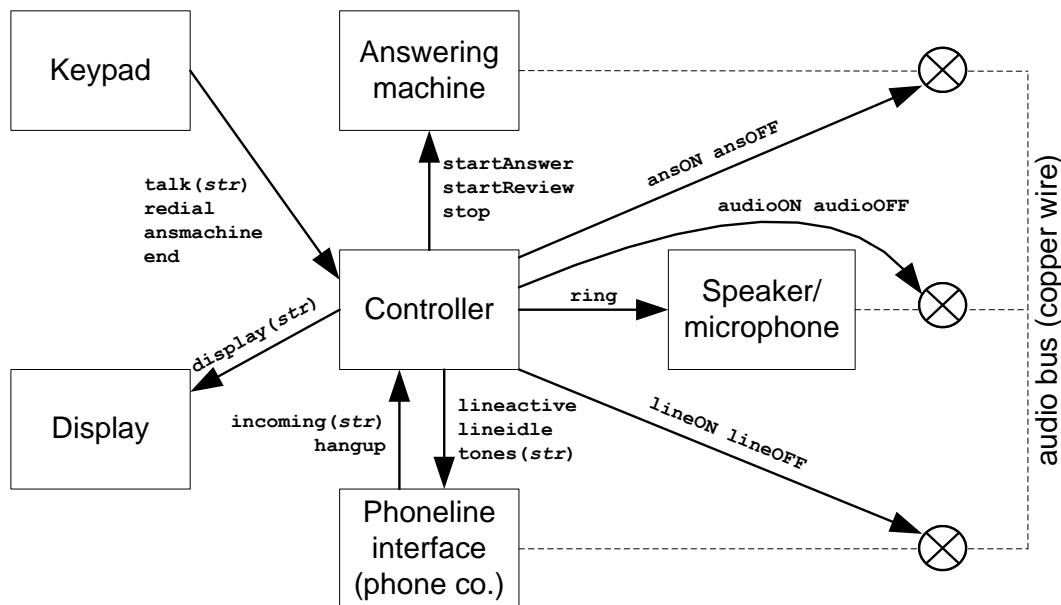 Keypad
Answering
machine
ansON ansOFF
startAnswer
startReview
stop
talk(str)
redial
ansmachine
end
audioON audioOFF
Controller
ring
Speaker/
microphone
audio bus (copper wire)
display(str)
Display
incoming(str)
hangup
lineactive
lineidle
tones(str)
lineON lineOFF
Phoneline
interface
(phone co.)